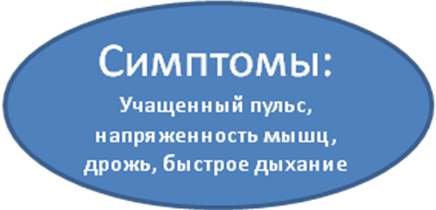 Симптомы:
Учащенный пульс,
напряженность мышц,
дрожь, быстрое дыхание